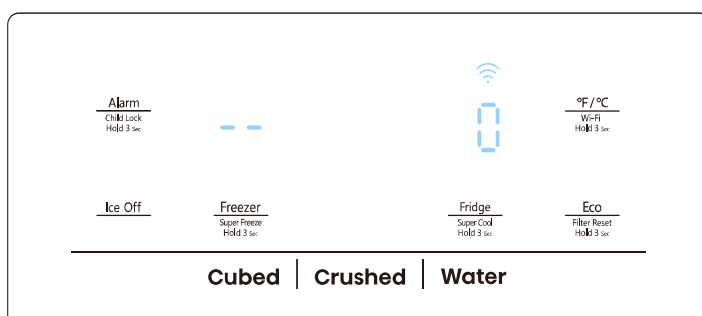 Alarm
Child Lock
Hold 3 Sec
--
0
°F/°C
Wi-Fi
Hold 3 Sec
Ice Off
Freezer
Super Freeze
Hold 3 Sec
Fridge
Super Cool
Hold 3 Sec
Eco
Filter Reset
Hold 3 Sec
Cubed | Crushed | Water